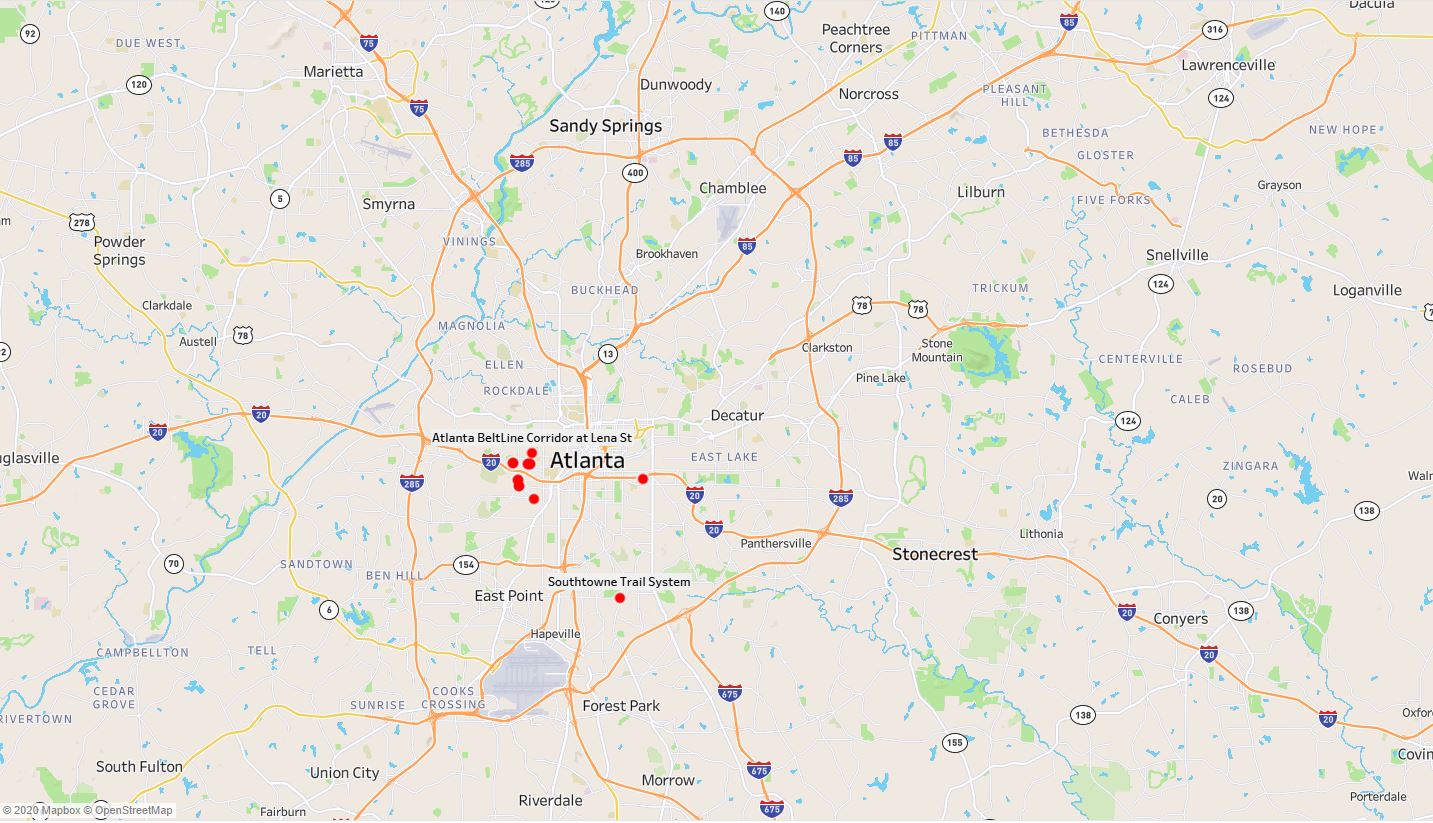 140
Dacula
92
DUE WEST
75
Peachtree
Corners
PITTMAN
85
316
Marietta
120
Dunwoody
Norcross
Lawrenceville
PLEASANT
HILL
124
75
Sandy Springs
BETHESDA
NEW HOPE
285
85
85
GLOSTER
400
5
Smyrna
Chamblee
Lilburn
Grayson
FIVE FORKS
278
Powder
Springs
VININGS
85
Brookhaven
Snellville
BUCKHEAD
TRICKUM
124
Loganville
Clarkdale
78
78
MAGNOLIA
78
Austell
13
Clarkston
Stone
Mountain
CENTERVILLE
ELLEN
ROSEBUD
ROCKDALE
Pine Lake
CALEB
20
20
Decatur
124
Atlanta BeltLine Corridor at Lena St
20
Atlanta
EAST LAKE
ZINGARA
285
20
285
20
138
20
Panthersville
Lithonia
Stonecrest
70
SANDTOWN
BEN HILL
154
Southtowne Trail System
6
East Point
20
138
Conyers
Hapeville
CAMPBELLTON
TELL
20
CEDAR
GROVE
COOKS
CROSSING
675
SUNRISE
Forest Park
138
20
155
South Fulton
Union City
675
Morrow
Riverdale
675
Porterdale
Fairburn
© 2020 Mapbox © OpenStreetMap